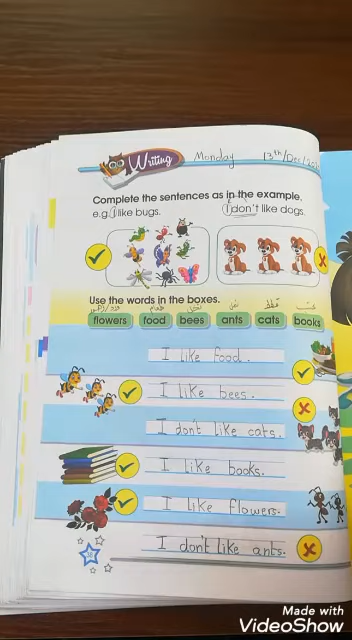 Writing Monday 13th/Dec/202
Complete the sentences as in the example.
e.g. I like bugs. I don't like dogs.
Use the words in the boxes.
flowers food bees ants cats books
I like food.
I like bees.
I don't like cats.
I like books.
I like flowers.
I don't like ants.
38
Made with
VideoShow